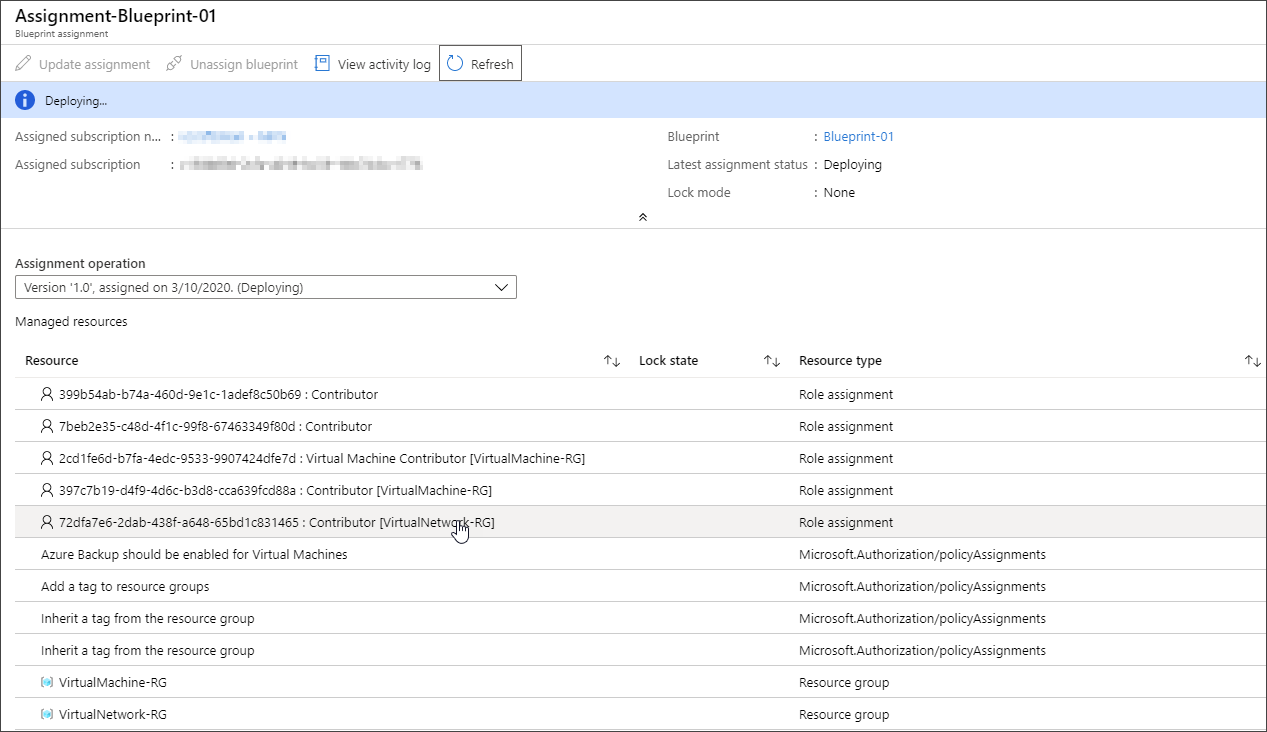 Assignment-Blueprint-01
Blueprint assignment
Update assignment Unassign blueprint View activity log Refresh
Deploying...
Assigned subscription n... : Blueprint : Blueprint-01
Assigned subscription : Latest assignment status : Deploying
Lock mode : None
Assignment operation
Version '1.0', assigned on 3/10/2020. (Deploying)
Managed resources
Resource Lock state Resource type
399b54ab-b74a-460d-9e1c-1adef8c50b69 : Contributor Role assignment
7beb2e35-c48d-4f1c-99f8-67463349f80d : Contributor Role assignment
2cd1fe6d-b7fa-4edc-9533-9907424dfe7d : Virtual Machine Contributor [VirtualMachine-RG] Role assignment
397c7b19-d4f9-4d6c-b3d8-cca639fcd88a : Contributor [VirtualMachine-RG] Role assignment
72dfa7e6-2dab-438f-a648-65bd1c831465 : Contributor [VirtualNetwork-RG] Role assignment
Azure Backup should be enabled for Virtual Machines Microsoft.Authorization/policyAssignments
Add a tag to resource groups Microsoft.Authorization/policyAssignments
Inherit a tag from the resource group Microsoft.Authorization/policyAssignments
Inherit a tag from the resource group Microsoft.Authorization/policyAssignments
VirtualMachine-RG Resource group
VirtualNetwork-RG Resource group